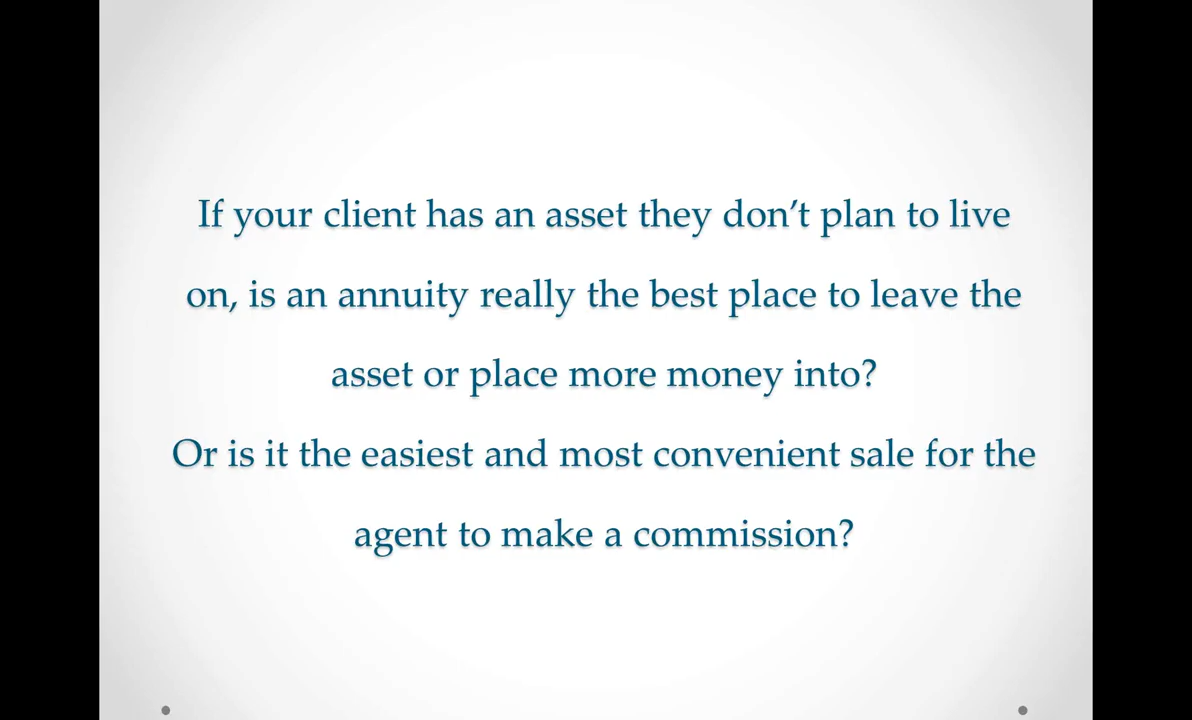 If your client has an asset they don’t plan to live
on, is an annuity really the best place to leave the
asset or place more money into?
Or is it the easiest and most convenient sale for the
agent to make a commission?